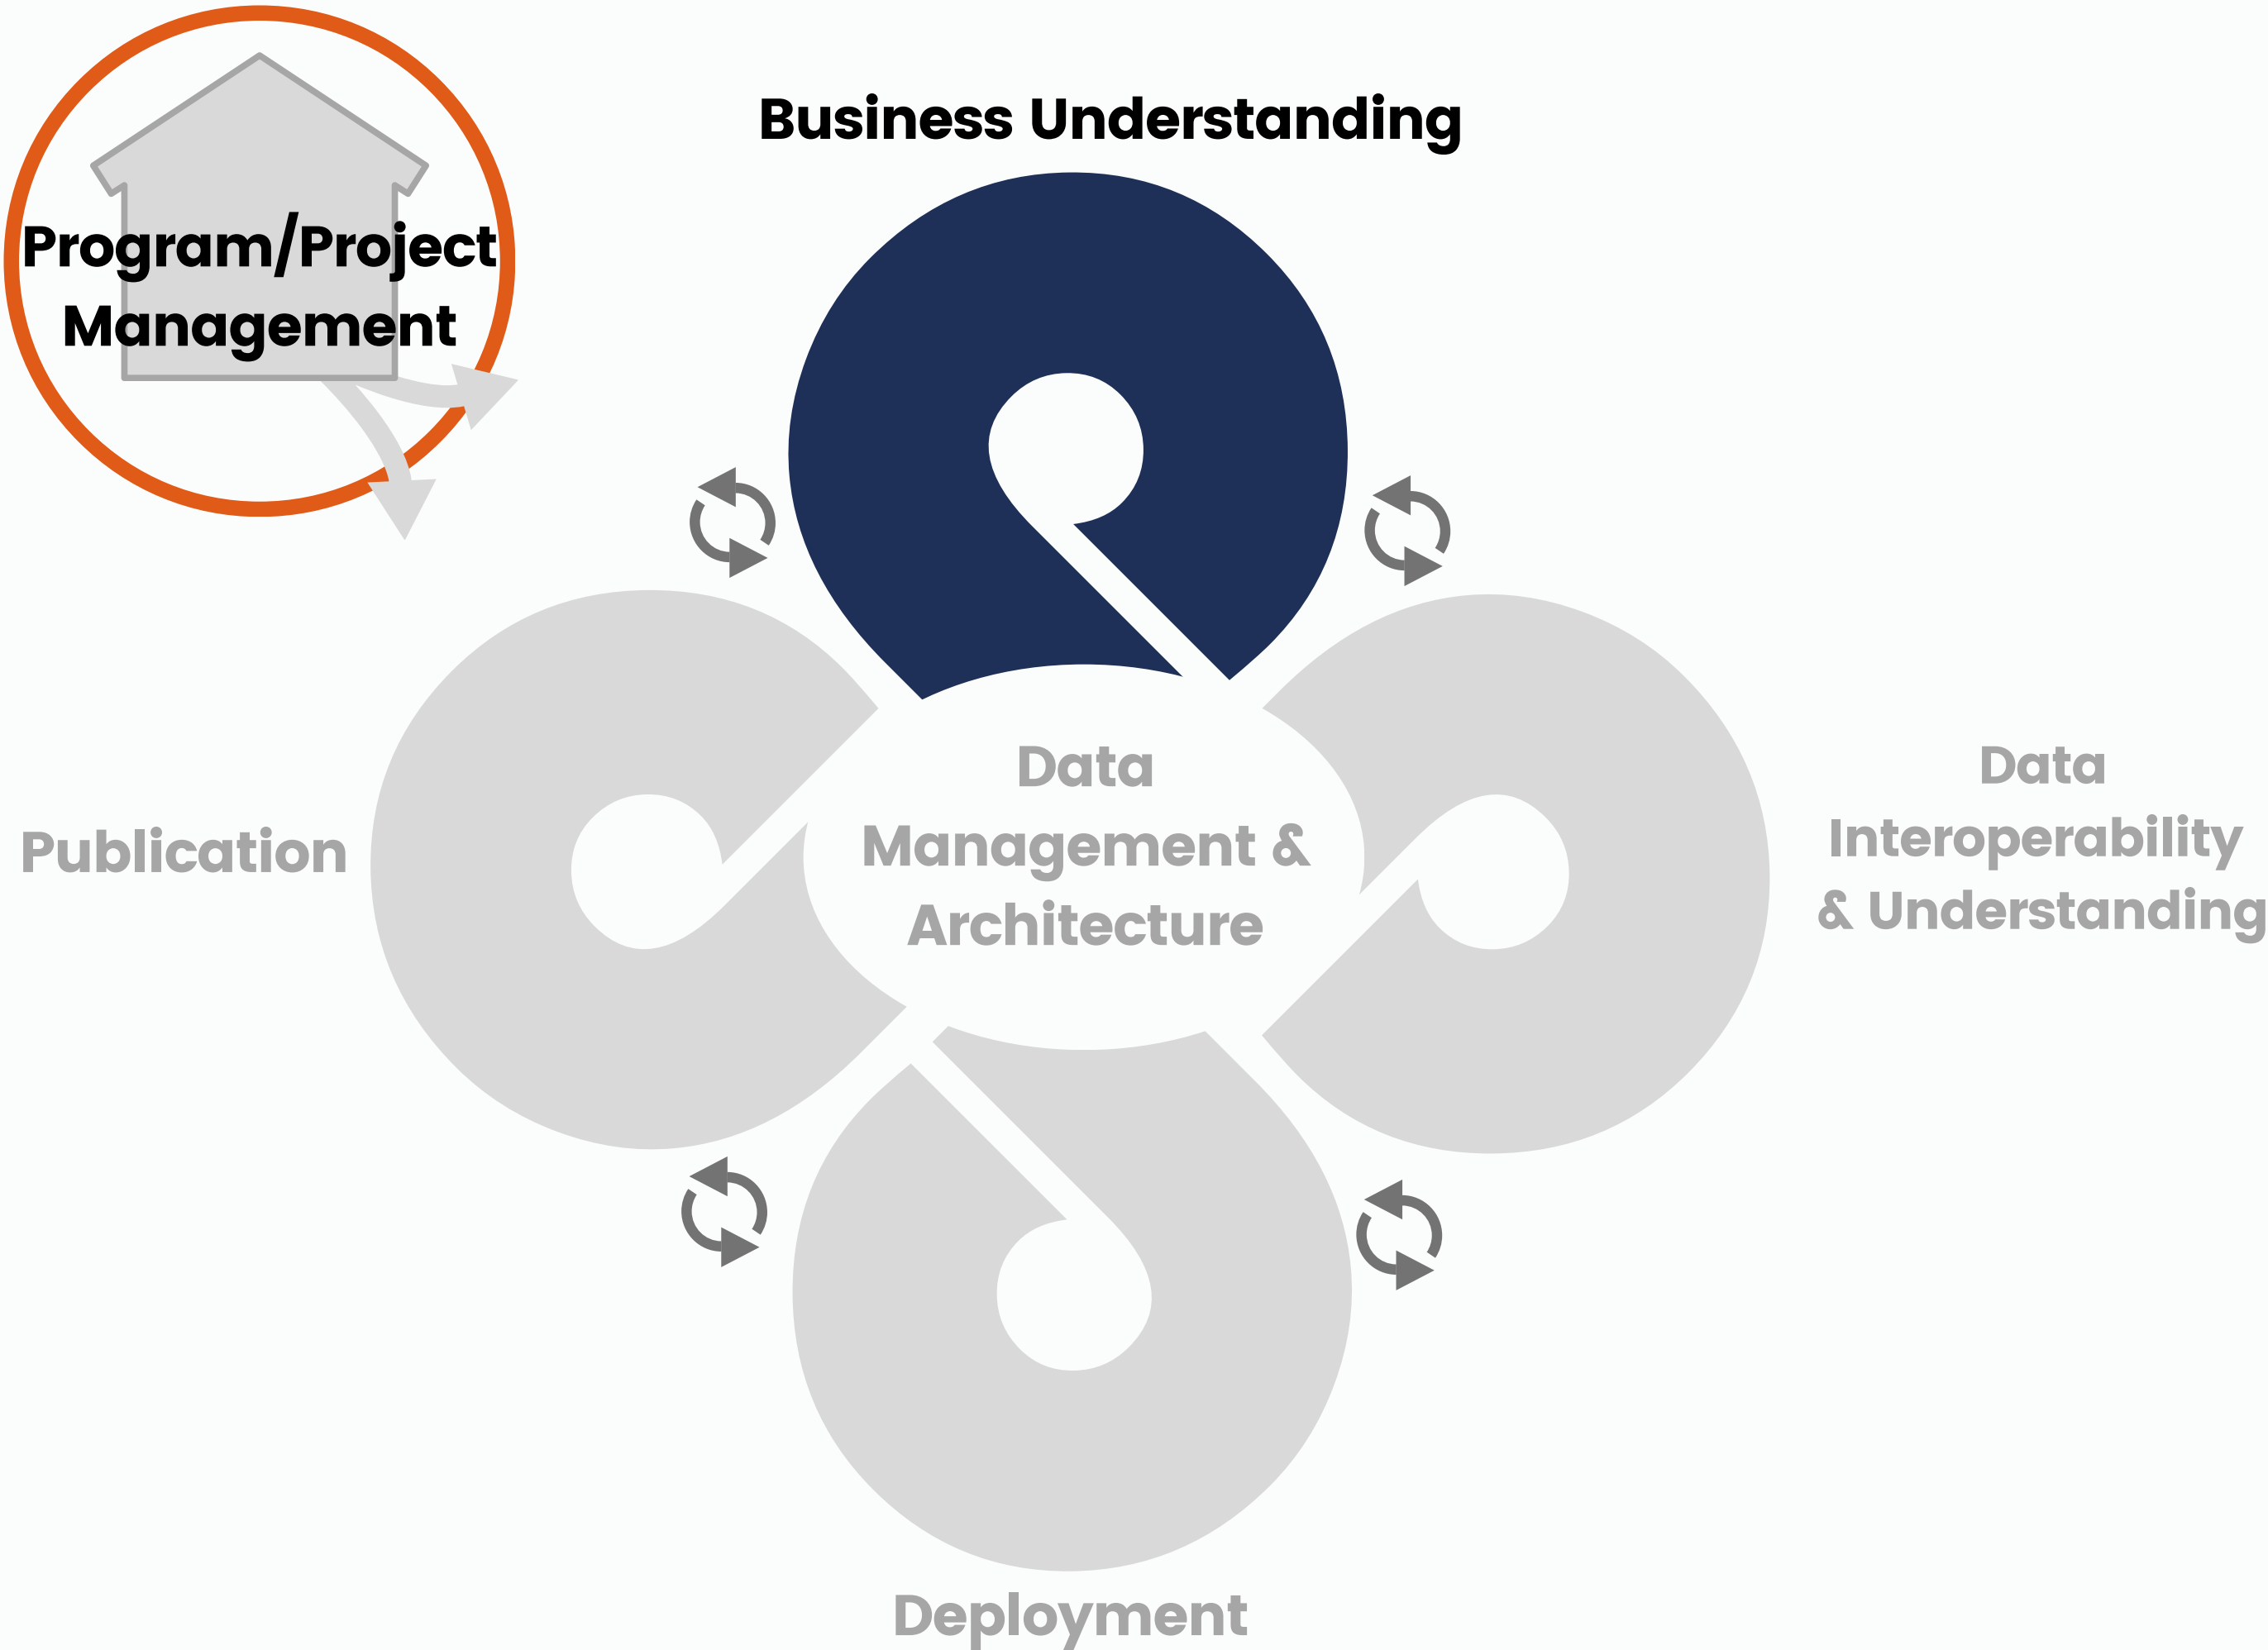 Business Understanding
Program/Project
Management
Data
Management &
Architecture
Data
Interoperability
& Understanding
Publication
Deployment